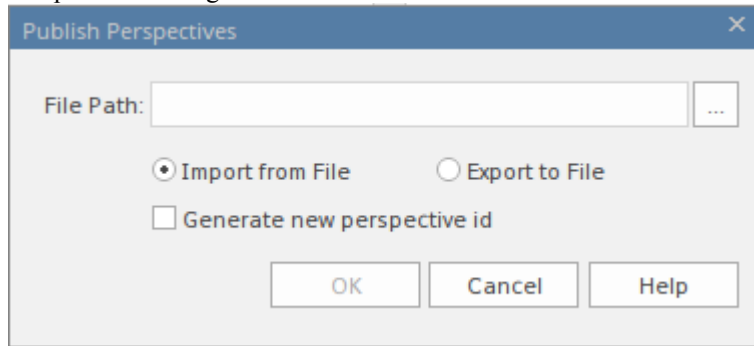 Publish Perspectives
File Path:
...
Import from File Export to File
Generate new perspective id
OK Cancel Help